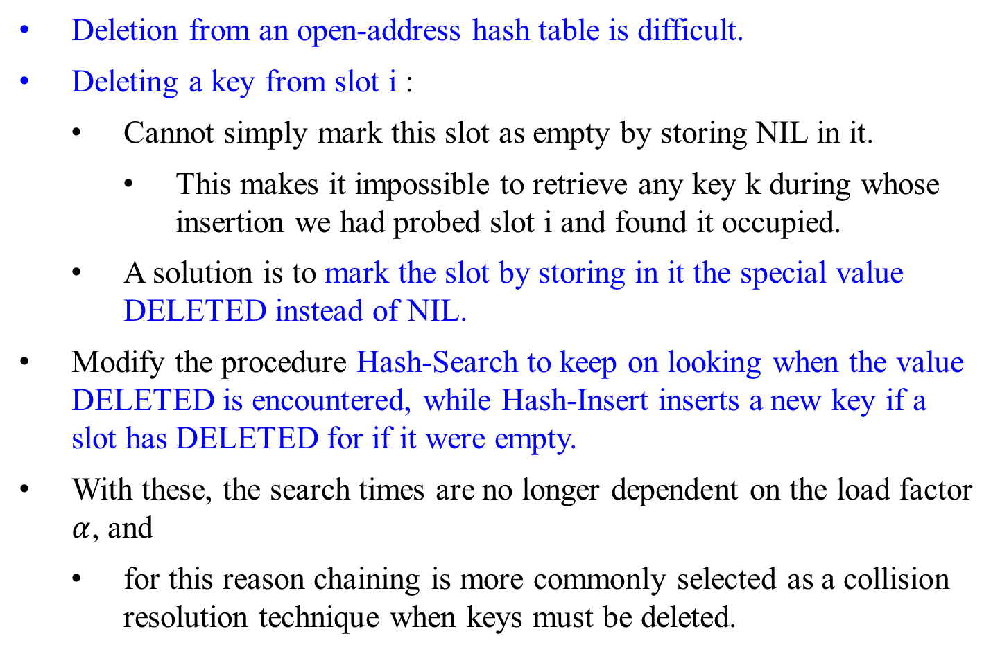 • Deletion from an open-address hash table is difficult.
• Deleting a key from slot i :
• Cannot simply mark this slot as empty by storing NIL in it.
• This makes it impossible to retrieve any key k during whose
insertion we had probed slot i and found it occupied.
• A solution is to mark the slot by storing in it the special value
DELETED instead of NIL.
• Modify the procedure Hash-Search to keep on looking when the value
DELETED is encountered, while Hash-Insert inserts a new key if a
slot has DELETED for if it were empty.
• With these, the search times are no longer dependent on the load factor
α, and
• for this reason chaining is more commonly selected as a collision
resolution technique when keys must be deleted.